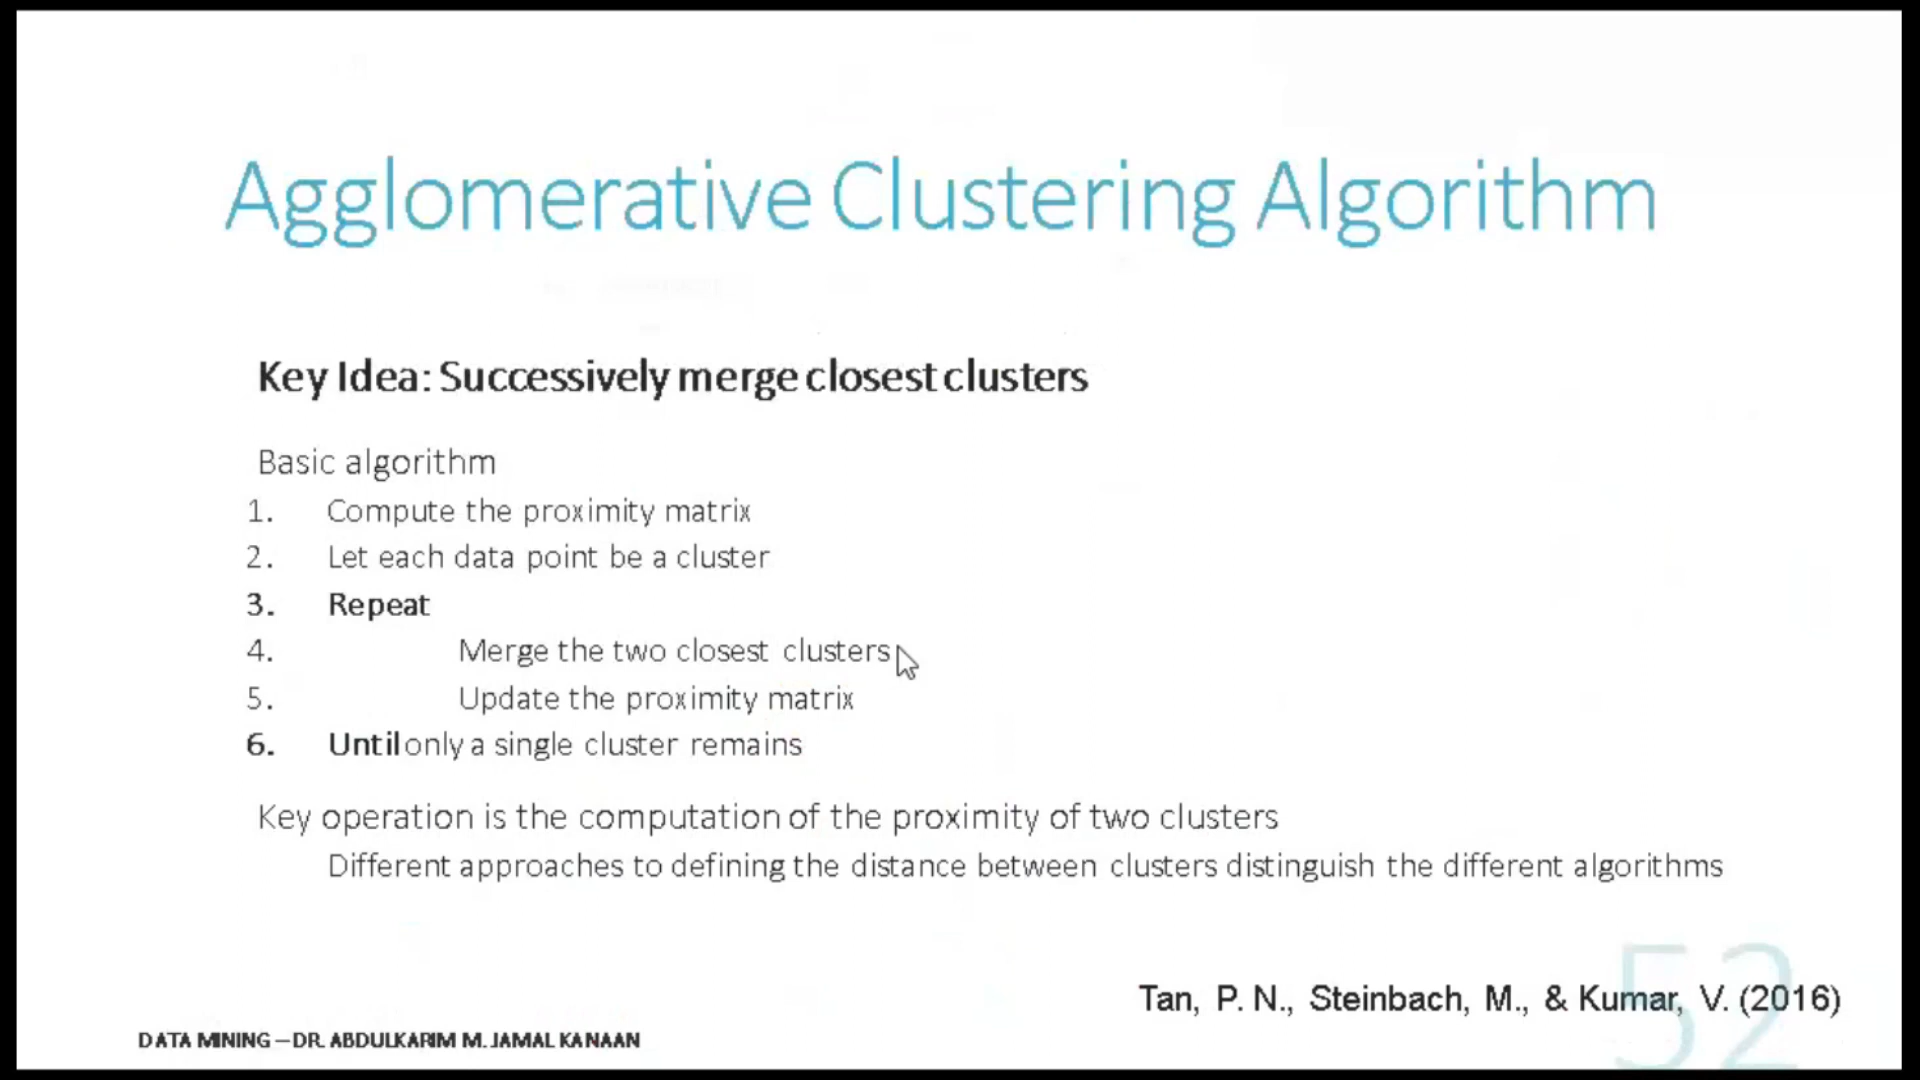 Agglomerative Clustering Algorithm
Key Idea: Successively merge closest clusters
Basic algorithm
1. Compute the proximity matrix
2. Let each data point be a cluster
3. Repeat
4. Merge the two closest clusters
5. Update the proximity matrix
6. Until only a single cluster remains
Key operation is the computation of the proximity of two clusters
Different approaches to defining the distance between clusters distinguish the different algorithms
52
Tan, P. N., Steinbach, M., & Kumar, V. (2016)
DATA MINING – DR. ABDULKARIM M. JAMAL KANAAN